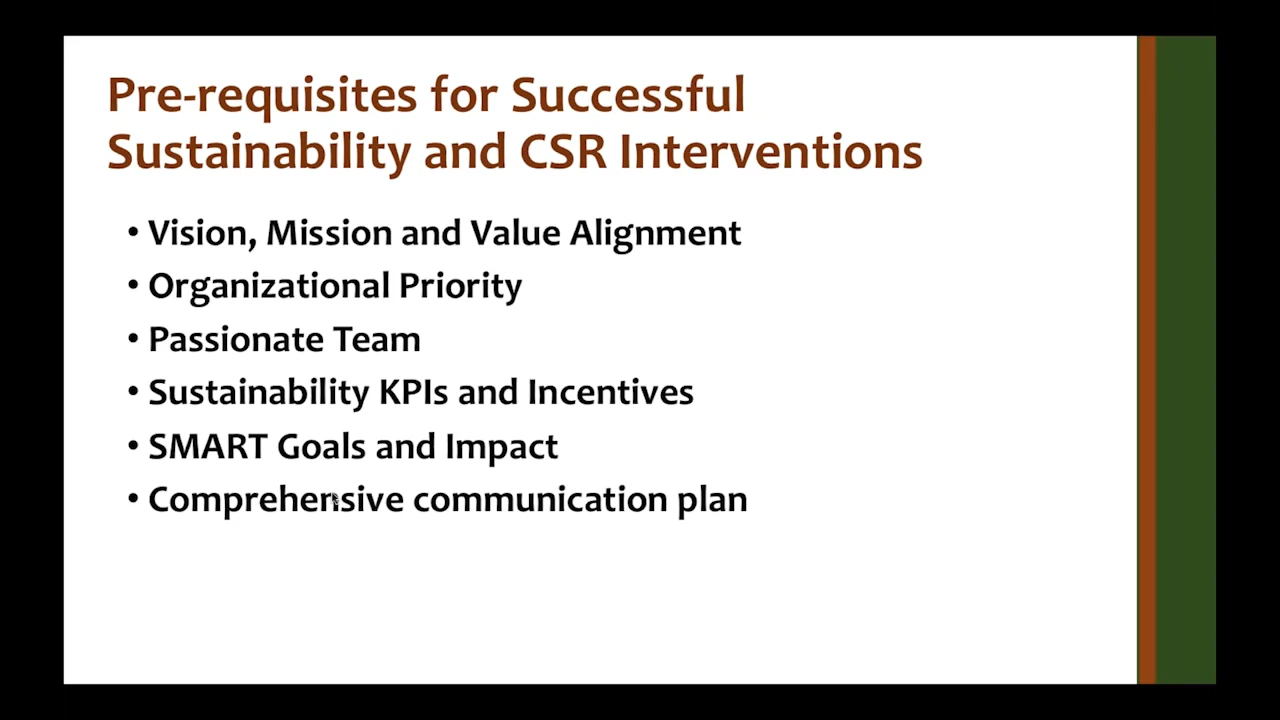 Pre-requisites for Successful
Sustainability and CSR Interventions
• Vision, Mission and Value Alignment
• Organizational Priority
• Passionate Team
• Sustainability KPIs and Incentives
• SMART Goals and Impact
• Comprehensive communication plan